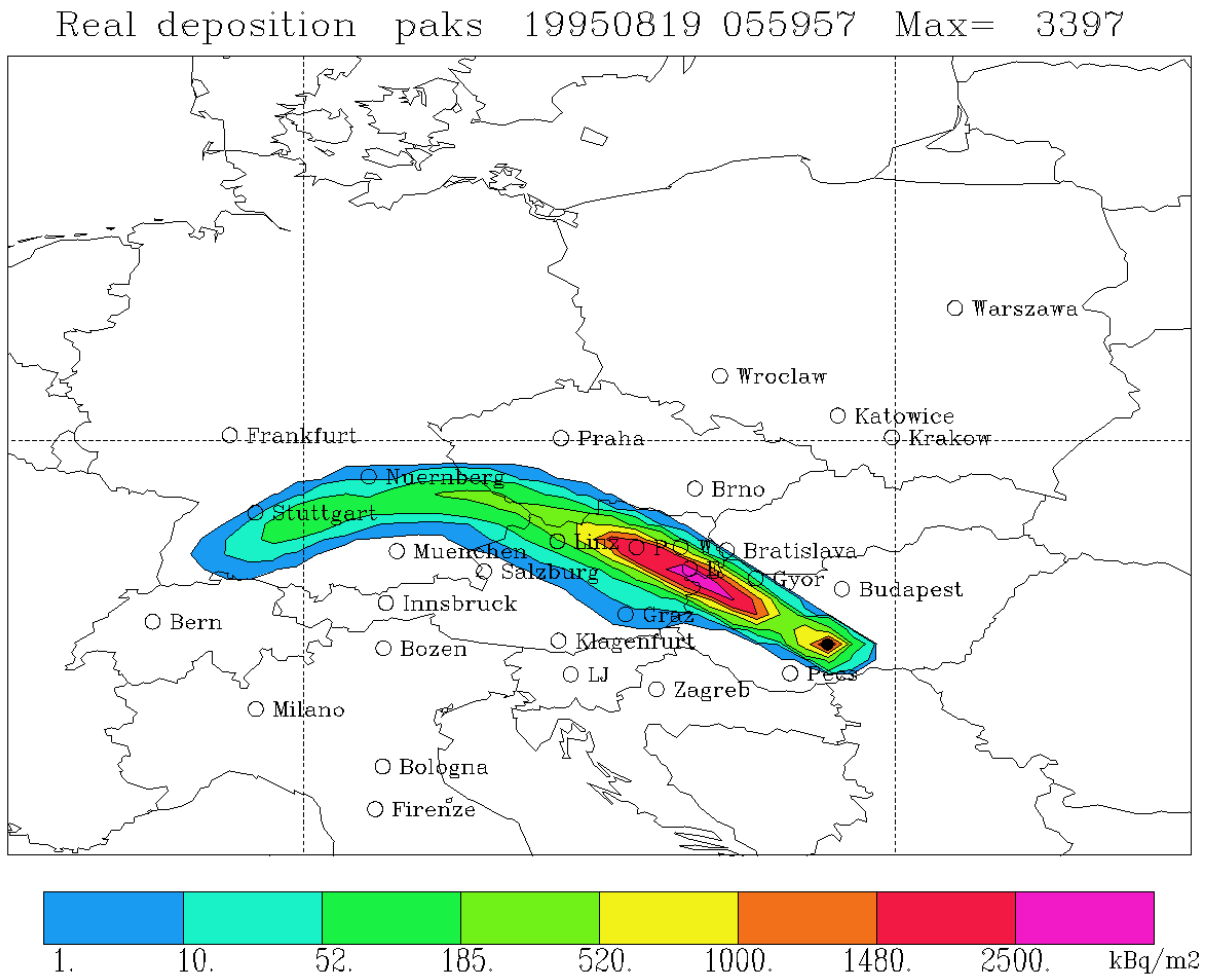 Real deposition paks 19950819 055957 Max= 3397
Warszawa
Wroclaw
Katowice
Frankfurt
Praha
Krakow
Nuernberg
Brno
Stuttgart
Linz
P
W
Bratislava
Muenchen
Salzburg
E
Gyor
Budapest
Innsbruck
Graz
Bern
Klagenfurt
Bozen
LJ
Pecs
Zagreb
Milano
Bologna
Firenze
1. 10. 52. 185. 520. 1000. 1480. 2500. kBq/m2